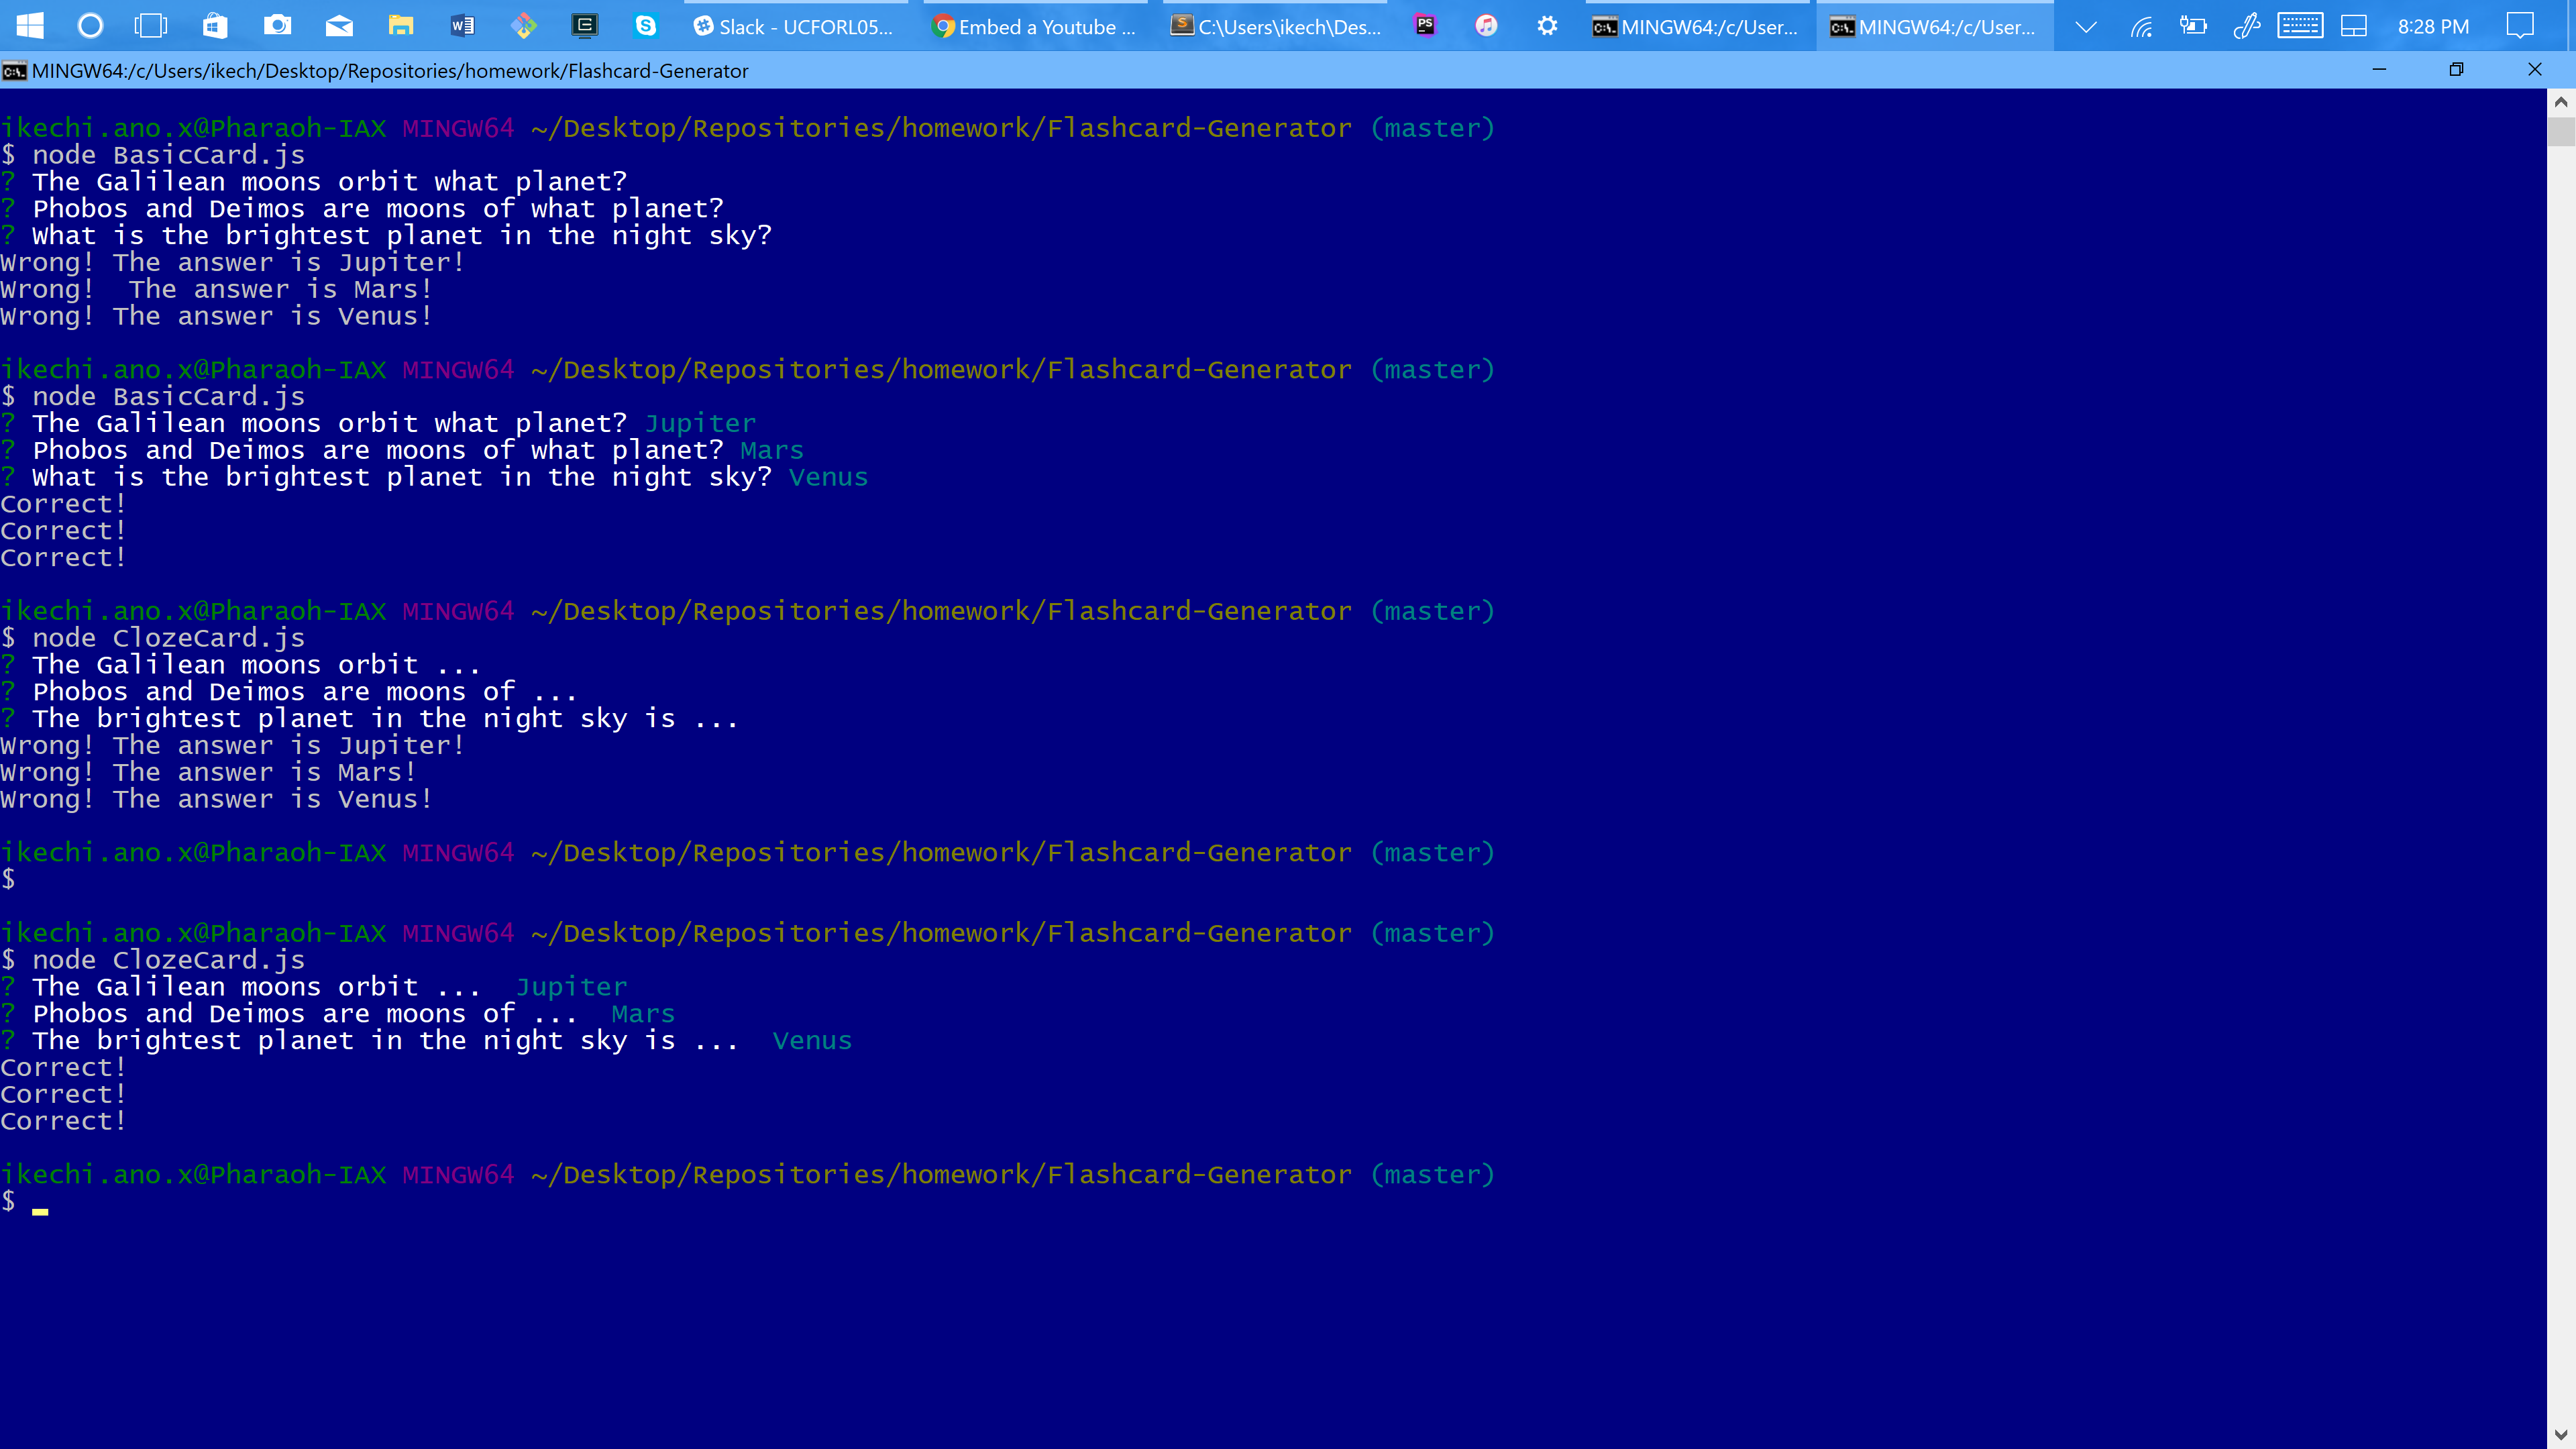 Slack - UCFORL05... Embed a Youtube ... C:\Users\ikech\Des... MINGW64:/c/User... MINGW64:/c/User... 8:28 PM
MINGW64:/c/Users/ikech/Desktop/Repositories/homework/Flashcard-Generator
ikechi.ano.x@Pharaoh-IAX MINGW64 ~/Desktop/Repositories/homework/Flashcard-Generator (master)
$ node BasicCard.js
? The Galilean moons orbit what planet?
? Phobos and Deimos are moons of what planet?
? What is the brightest planet in the night sky?
Wrong! The answer is Jupiter!
Wrong!  The answer is Mars!
Wrong! The answer is Venus!
ikechi.ano.x@Pharaoh-IAX MINGW64 ~/Desktop/Repositories/homework/Flashcard-Generator (master)
$ node BasicCard.js
? The Galilean moons orbit what planet? Jupiter
? Phobos and Deimos are moons of what planet? Mars
? What is the brightest planet in the night sky? Venus
Correct!
Correct!
Correct!
ikechi.ano.x@Pharaoh-IAX MINGW64 ~/Desktop/Repositories/homework/Flashcard-Generator (master)
$ node ClozeCard.js
? The Galilean moons orbit ...
? Phobos and Deimos are moons of ...
? The brightest planet in the night sky is ...
Wrong! The answer is Jupiter!
Wrong! The answer is Mars!
Wrong! The answer is Venus!
ikechi.ano.x@Pharaoh-IAX MINGW64 ~/Desktop/Repositories/homework/Flashcard-Generator (master)
$
ikechi.ano.x@Pharaoh-IAX MINGW64 ~/Desktop/Repositories/homework/Flashcard-Generator (master)
$ node ClozeCard.js
? The Galilean moons orbit ...  Jupiter
? Phobos and Deimos are moons of ...  Mars
? The brightest planet in the night sky is ...  Venus
Correct!
Correct!
Correct!
ikechi.ano.x@Pharaoh-IAX MINGW64 ~/Desktop/Repositories/homework/Flashcard-Generator (master)
$